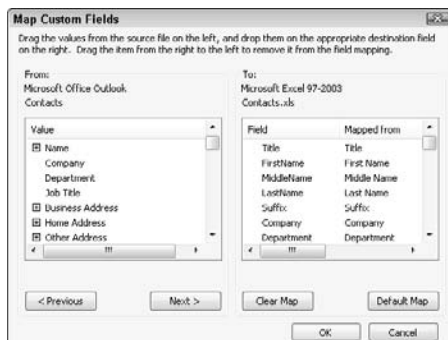 Map Custom Fields
Drag the values from the source file on the left, and drop them on the appropriate destination field
on the right. Drag the item from the right to the left to remove it from the field mapping.
From:
Microsoft Office Outlook
Contacts
Value
Name
Company
Department
Job Title
Business Address
Home Address
Other Address
< Previous
Next >
To:
Microsoft Excel 97-2003
Contacts.xls
Field Mapped from
Title Title
FirstName First Name
MiddleName Middle Name
LastName Last Name
Suffix Suffix
Company Company
Department Department
Clear Map
Default Map
OK
Cancel